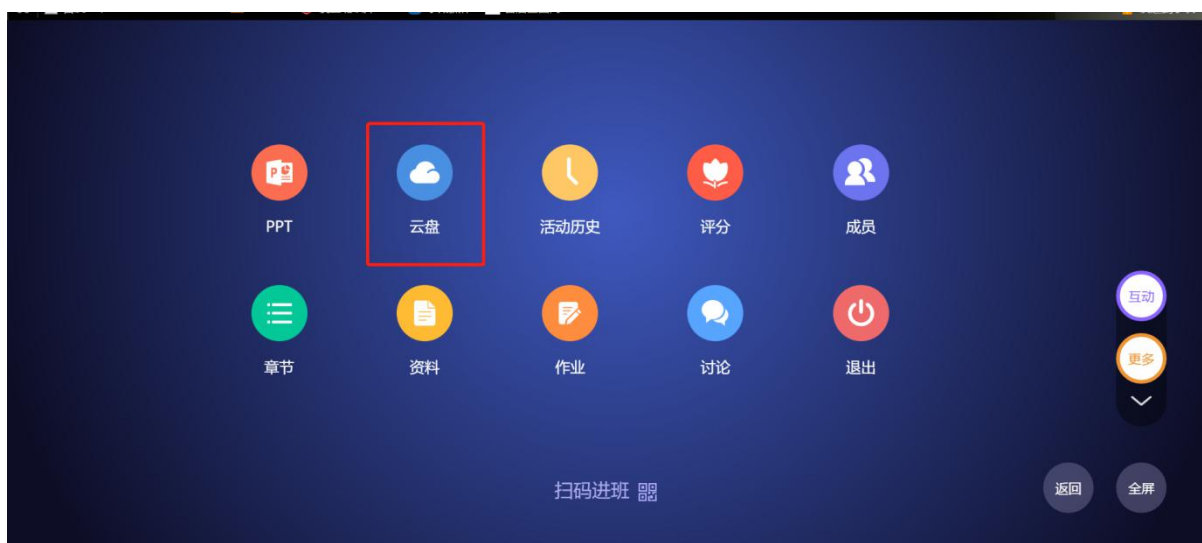 PPT
云盘
活动历史
评分
成员
章节
资料
作业
讨论
退出
互动
更多
扫码进班
返回
全屏